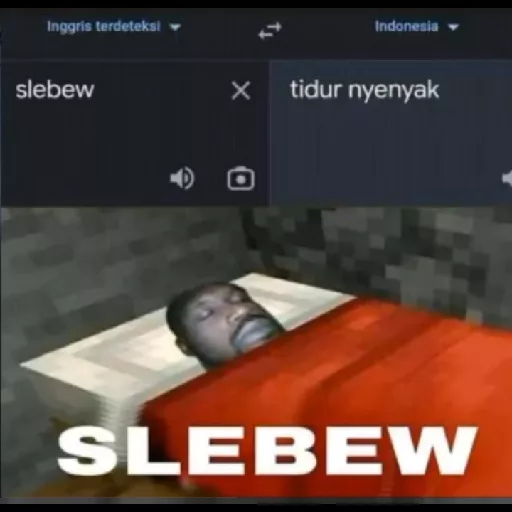 Inggris terdeteksi
Indonesia
slebew
tidur nyenyak
SLEBEW